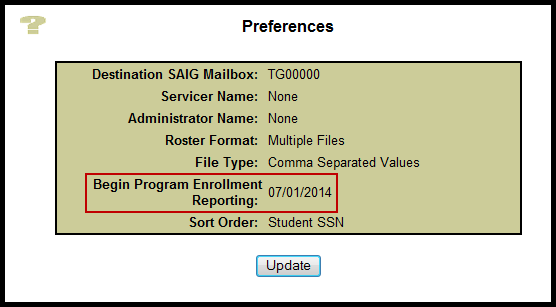 ?
Preferences
Destination SAIG Mailbox: TG00000
Servicer Name: None
Administrator Name: None
Roster Format: Multiple Files
File Type: Comma Separated Values
Begin Program Enrollment
Reporting: 07/01/2014
Sort Order: Student SSN
Update